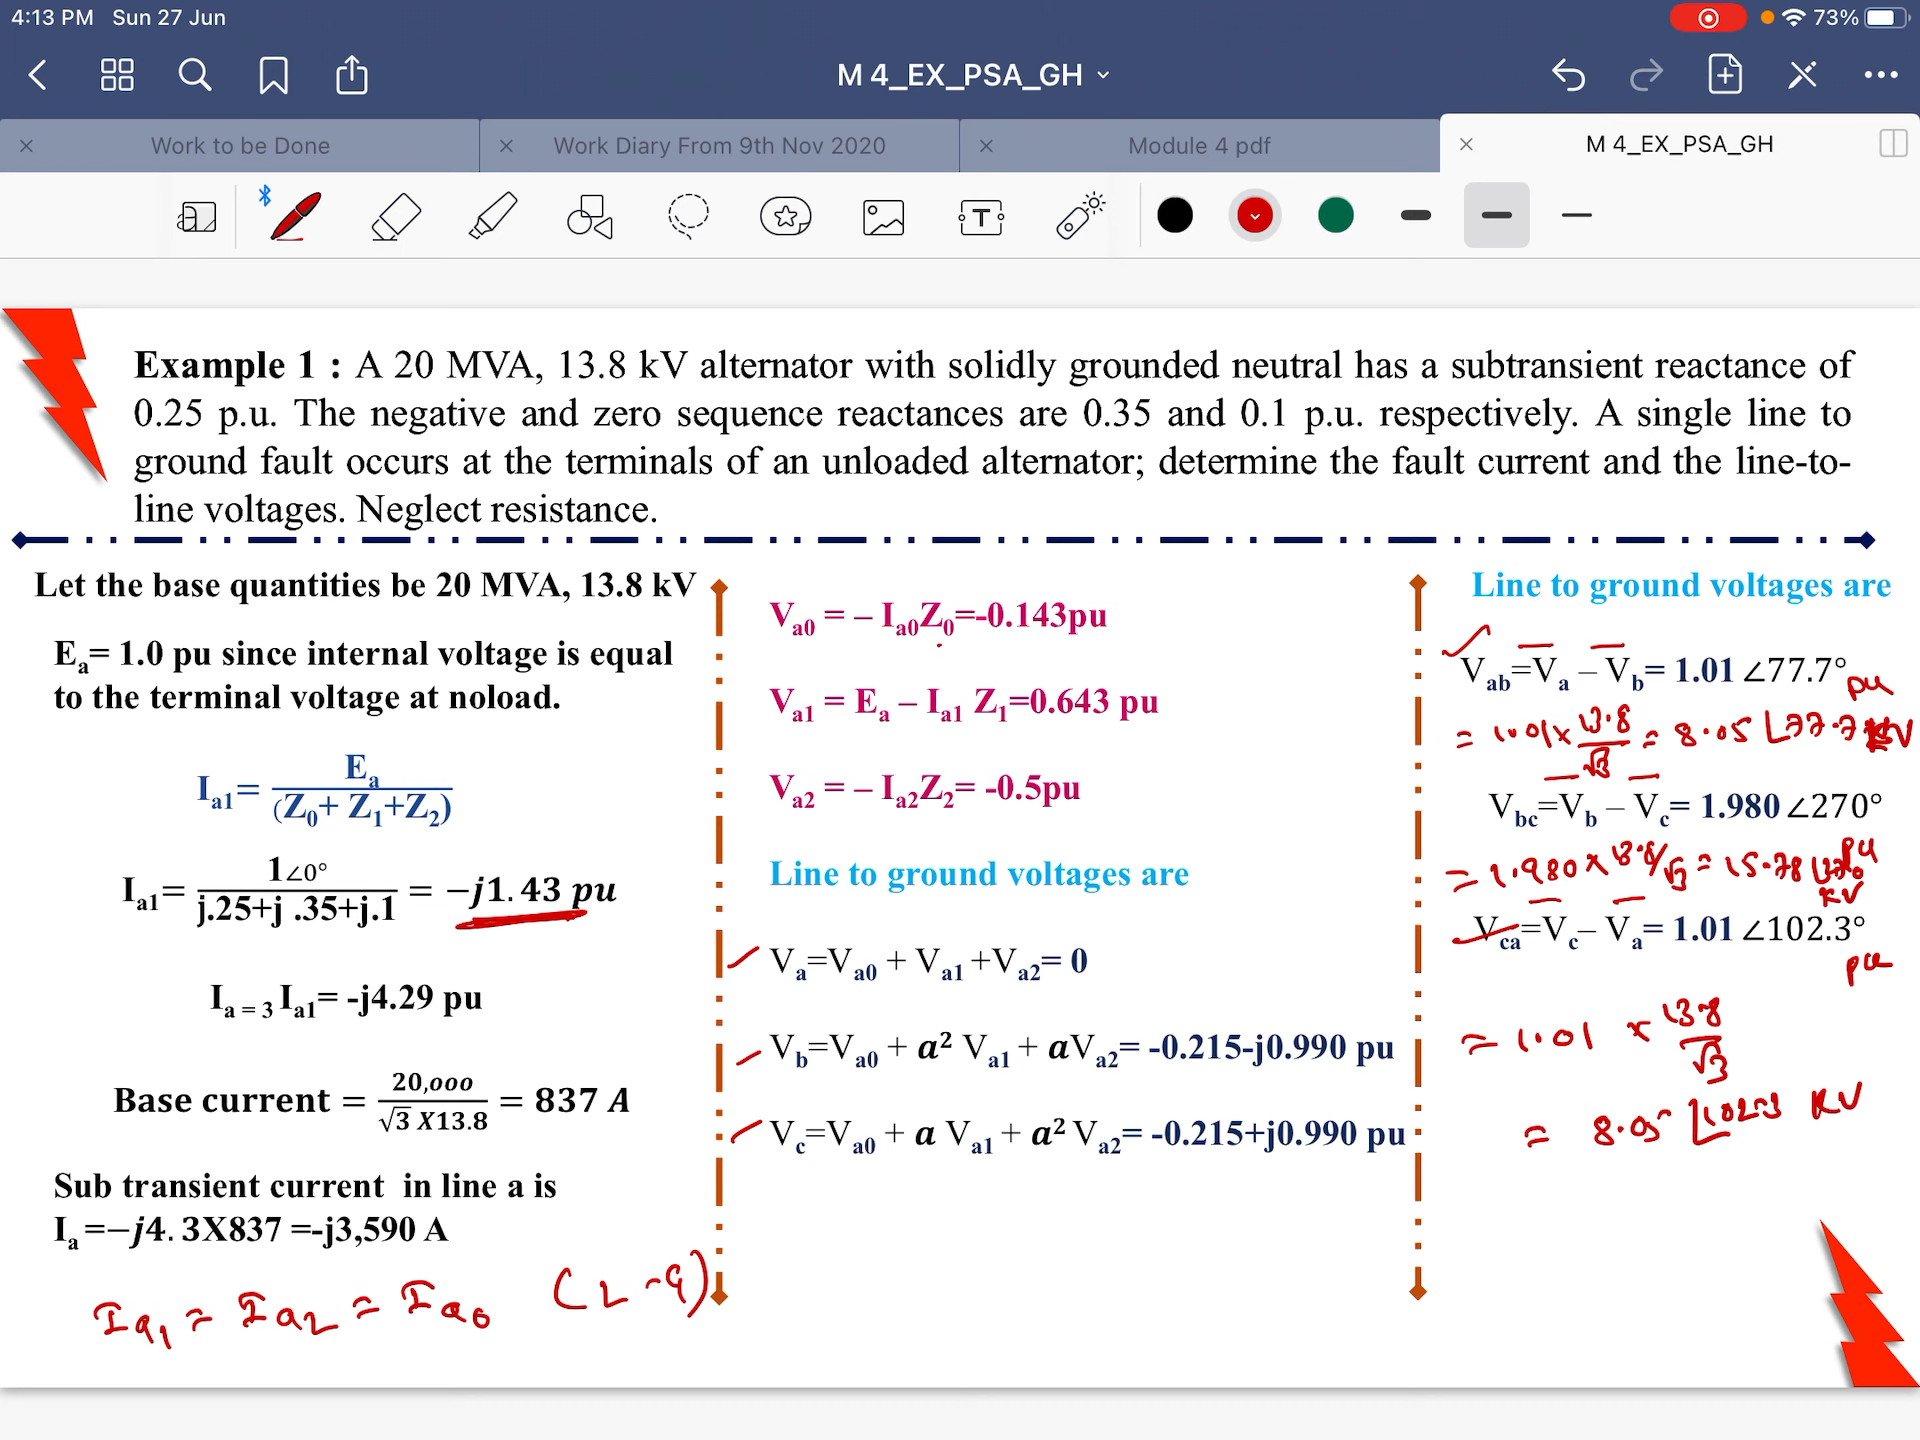 4:13 PM Sun 27 Jun
73%
M 4_EX_PSA_GH
Work to be Done
Work Diary From 9th Nov 2020
Module 4 pdf
M 4_EX_PSA_GH
Example 1 : A 20 MVA, 13.8 kV alternator with solidly grounded neutral has a subtransient reactance of
0.25 p.u. The negative and zero sequence reactances are 0.35 and 0.1 p.u. respectively. A single line to
ground fault occurs at the terminals of an unloaded alternator; determine the fault current and the line-to-
line voltages. Neglect resistance.
Let the base quantities be 20 MVA, 13.8 kV
Ea= 1.0 pu since internal voltage is equal
to the terminal voltage at noload.
Ia1= Ea / (Z0+ Z1+Z2)
Ia1= 1∠0° / j.25+j .35+j.1 = −j1.43 pu
Ia = 3 Ia1= -j4.29 pu
Base current = 20,ooo / √3 X13.8 = 837 A
Sub transient current in line a is
Ia =−j4.3X837 =-j3,590 A
Ia1 = Ia2 = Ia0 (L-G)
Va0 = – Ia0Z0=-0.143pu
Va1 = Ea – Ia1 Z1=0.643 pu
Va2 = – Ia2Z2= -0.5pu
Line to ground voltages are
Va=Va0 + Va1 +Va2= 0
Vb=Va0 + a² Va1 + aVa2= -0.215-j0.990 pu
Vc=Va0 + a Va1 + a² Va2= -0.215+j0.990 pu
Line to ground voltages are
Vab=Va – Vb= 1.01 ∠77.7° pu
= 1.01 x 13.8/√3 = 8.05 ∠77.7 KV
Vbc=Vb – Vc= 1.980 ∠270° pu
= 1.980 x 13.8/√3 = 15.78 ∠270 KV
Vca=Vc– Va= 1.01 ∠102.3° pu
= 1.01 x 13.8/√3
= 8.05 ∠102.3 KV